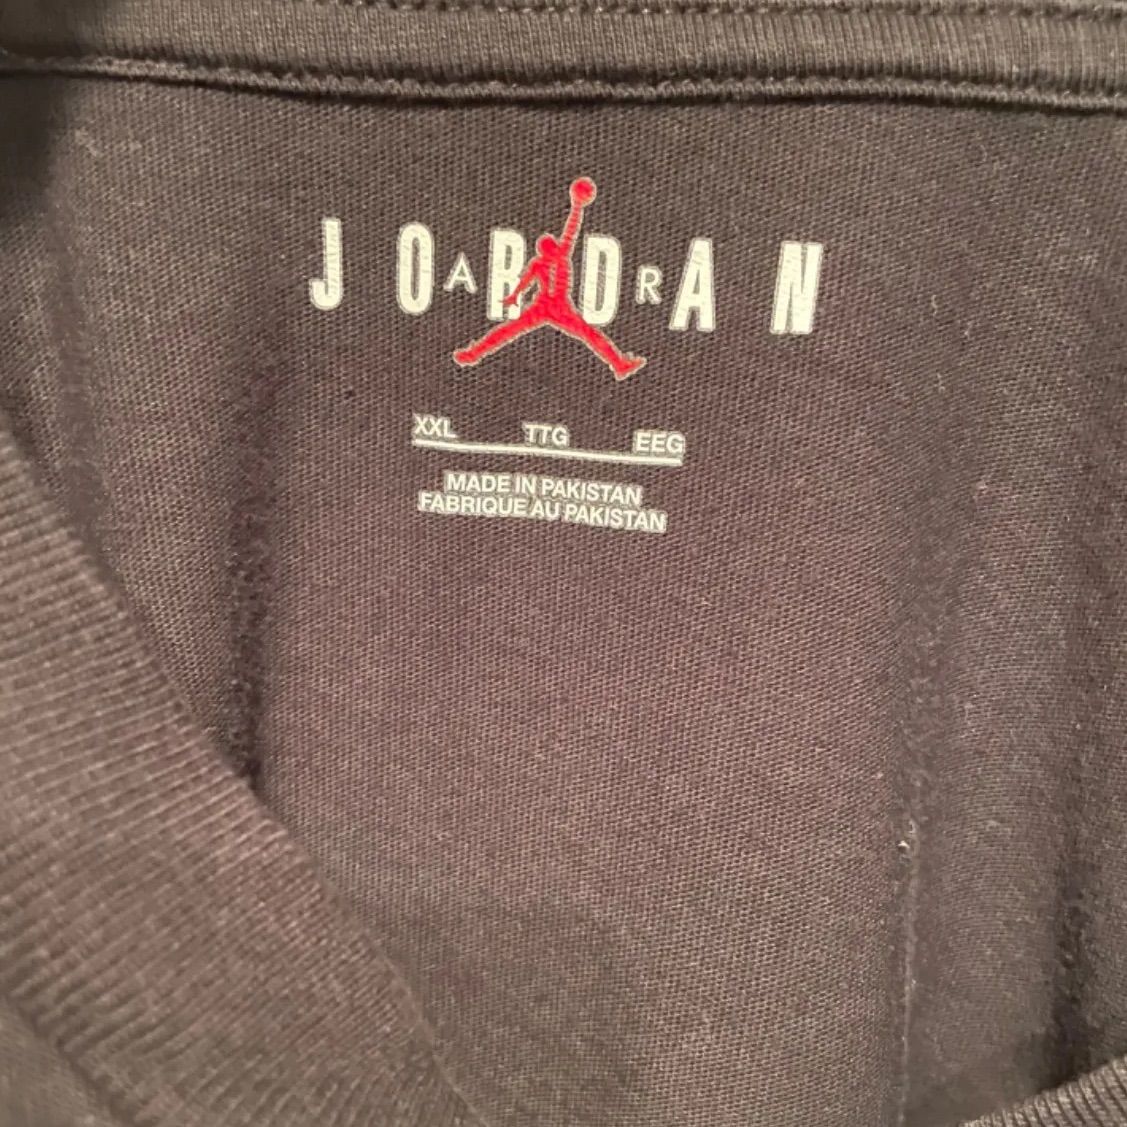 JORDAN
AIR
XXL TTG EEG
MADE IN PAKISTAN
FABRIQUE AU PAKISTAN